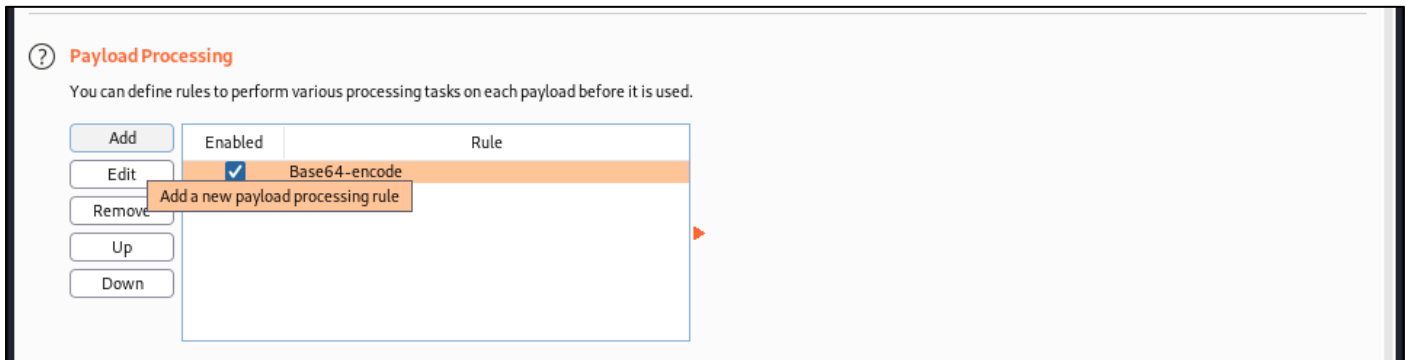 ?
Payload Processing
You can define rules to perform various processing tasks on each payload before it is used.
Add
Enabled Rule
Edit
Base64-encode
Add a new payload processing rule
Remove
Up
Down